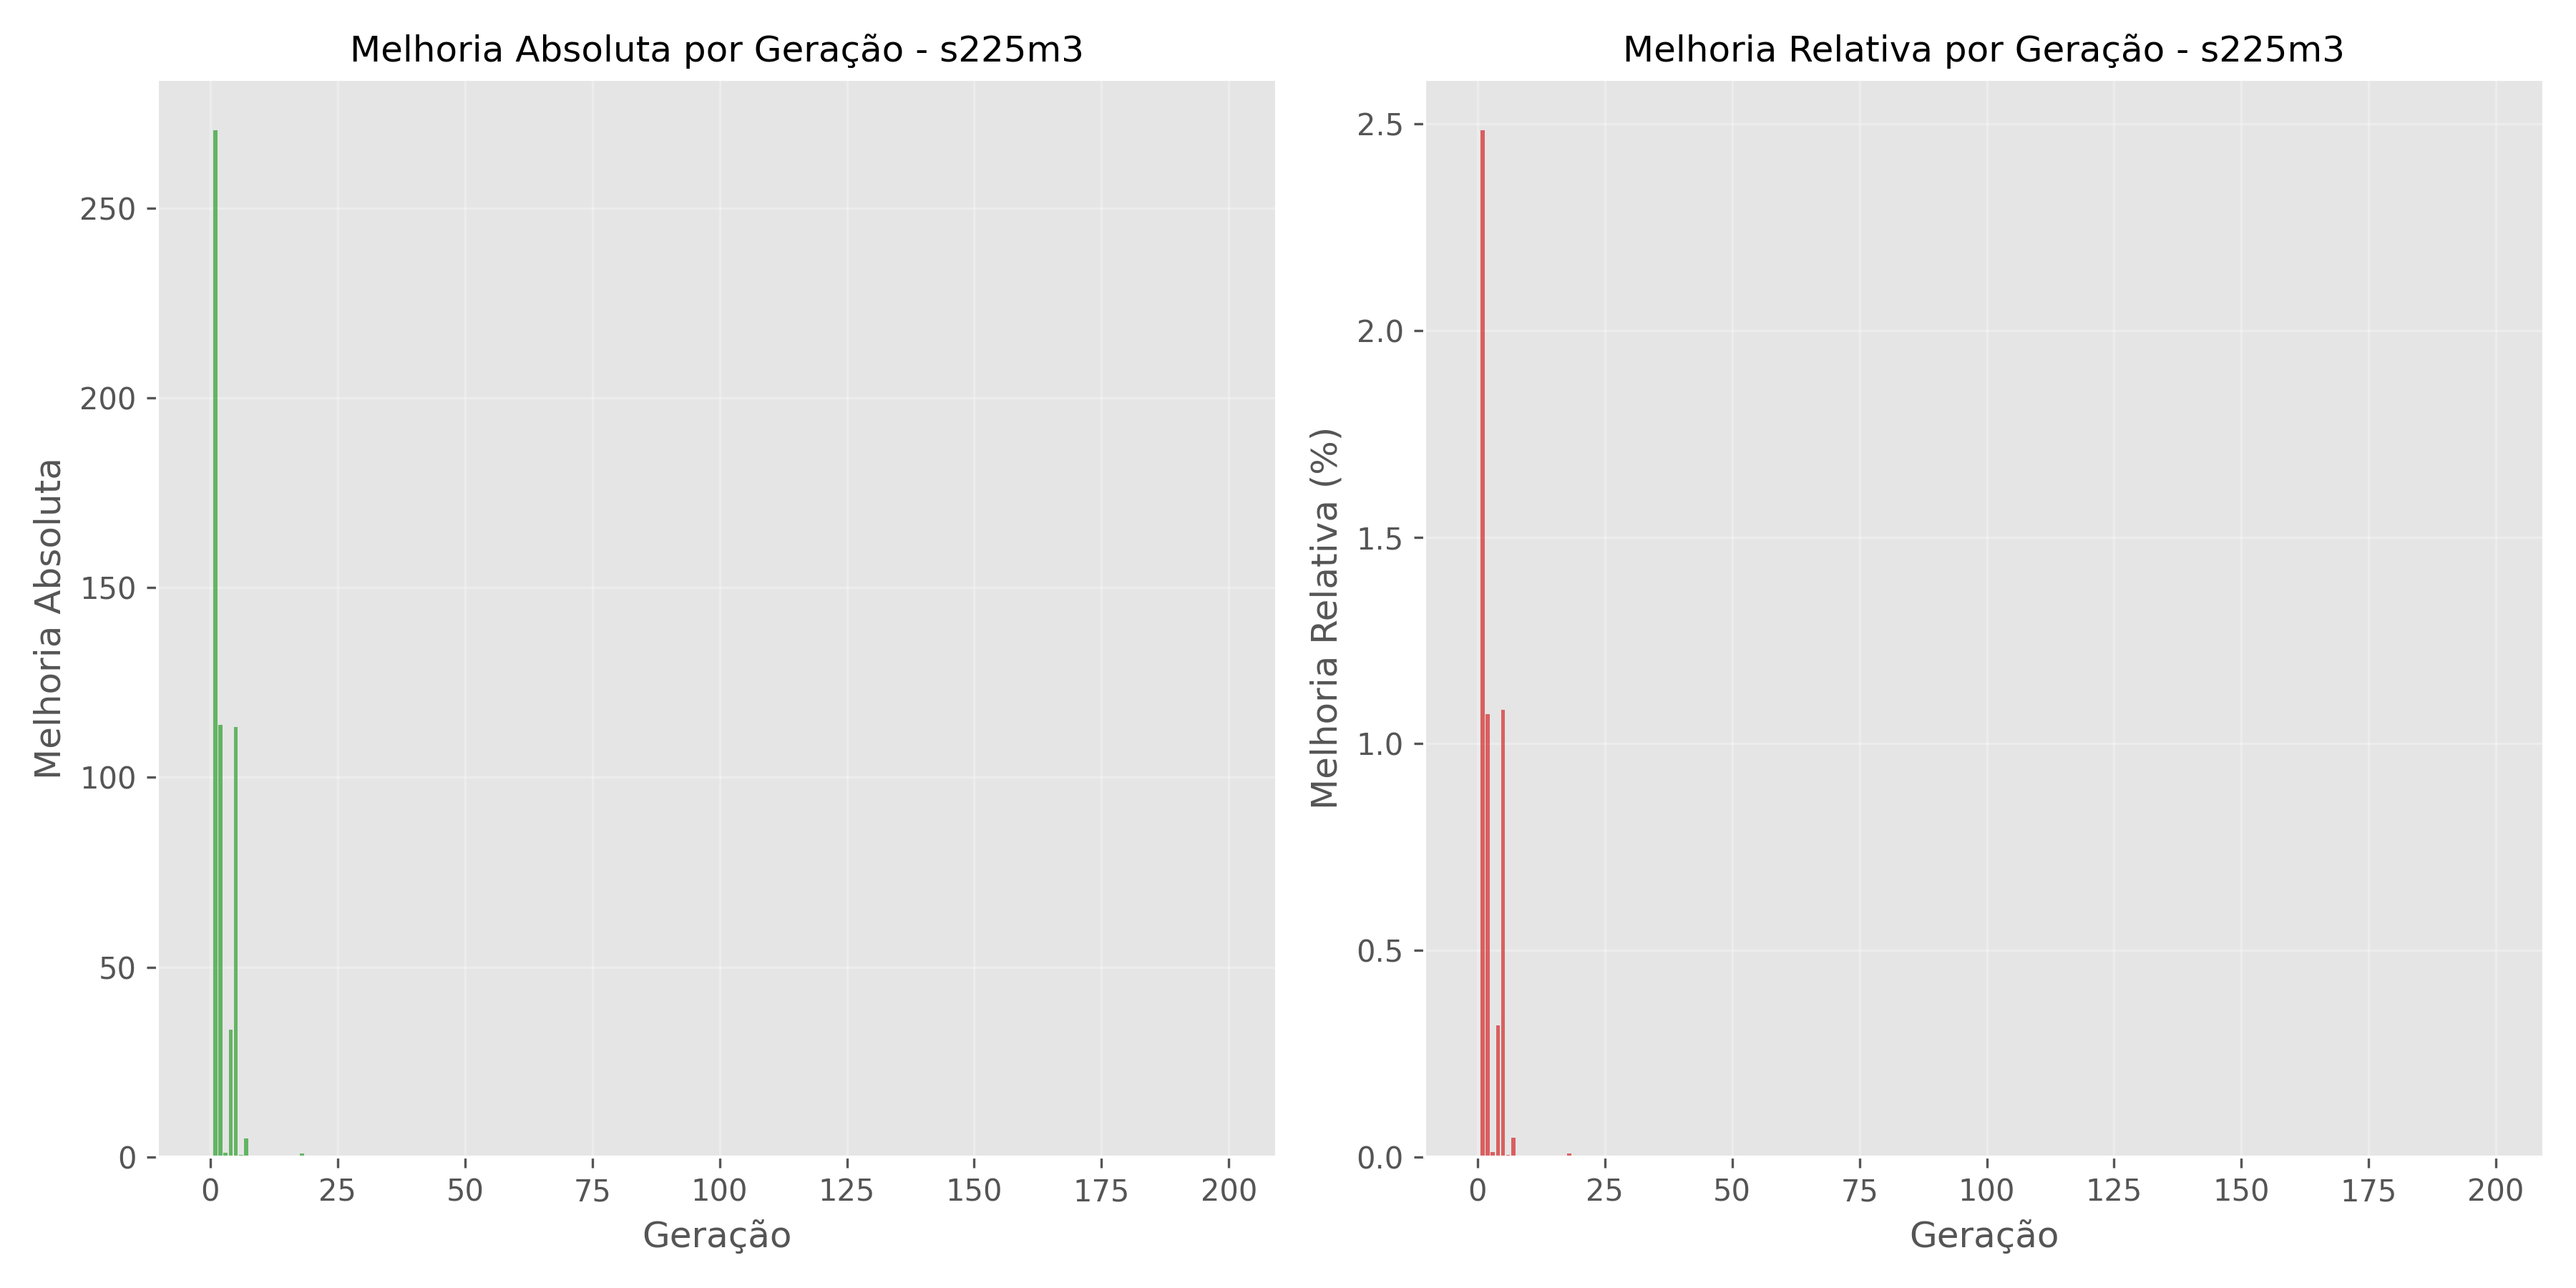 Melhoria Absoluta por Geração - s225m3
Melhoria Absoluta
250
200
150
100
50
0
0 25 50 75 100 125 150 175 200
Geração
Melhoria Relativa por Geração - s225m3
Melhoria Relativa (%)
2.5
2.0
1.5
1.0
0.5
0.0
0 25 50 75 100 125 150 175 200
Geração